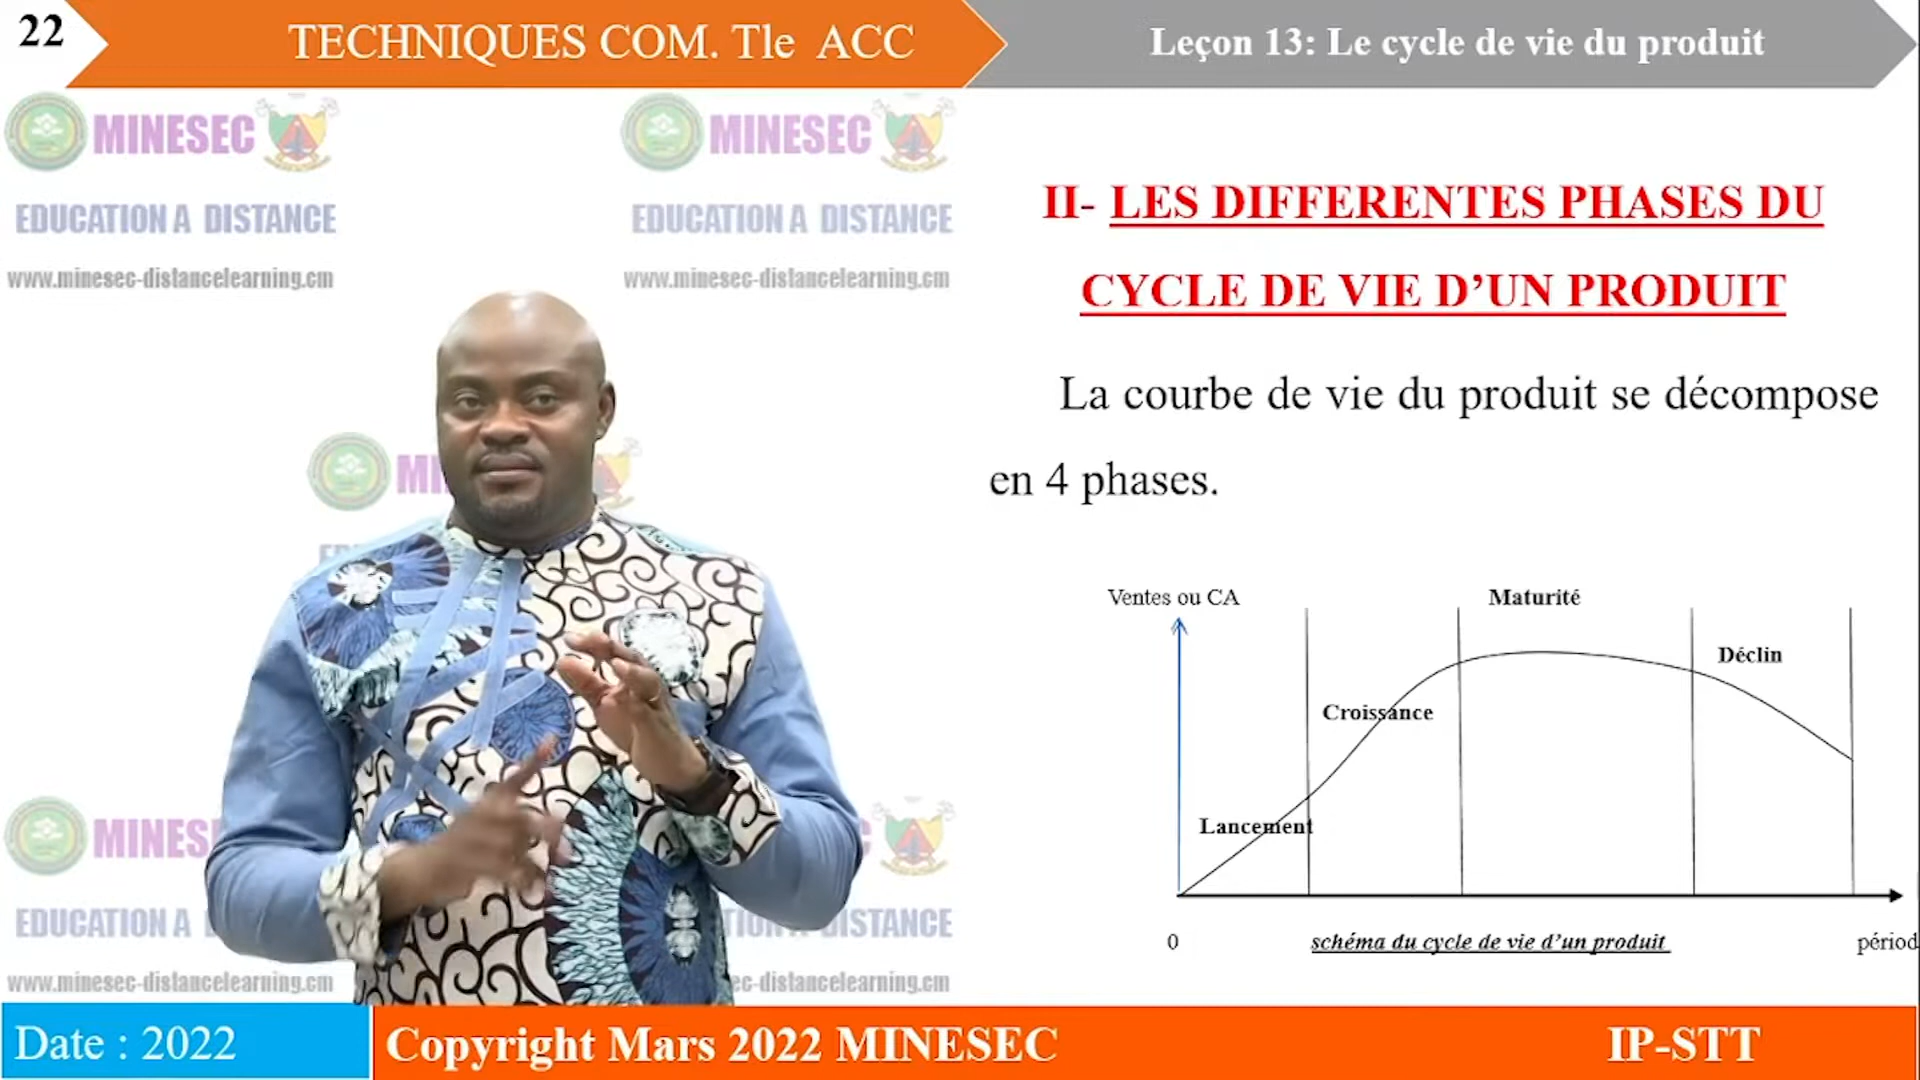 22
TECHNIQUES COM. Tle ACC
Leçon 13: Le cycle de vie du produit
MINESEC
EDUCATION A DISTANCE
www.minesec-distancelearning.cm
MINESEC
EDUCATION A DISTANCE
www.minesec-distancelearning.cm
II- LES DIFFERENTES PHASES DU
CYCLE DE VIE D’UN PRODUIT
La courbe de vie du produit se décompose
en 4 phases.
Ventes ou CA
Maturité
Déclin
Croissance
Lancement
0
schéma du cycle de vie d’un produit
périod
MINES
EDUCATION A
www.minesec-distancelearning.cm
DISTANCE
ec-distancelearning.cm
Date : 2022
Copyright Mars 2022 MINESEC
IP-STT